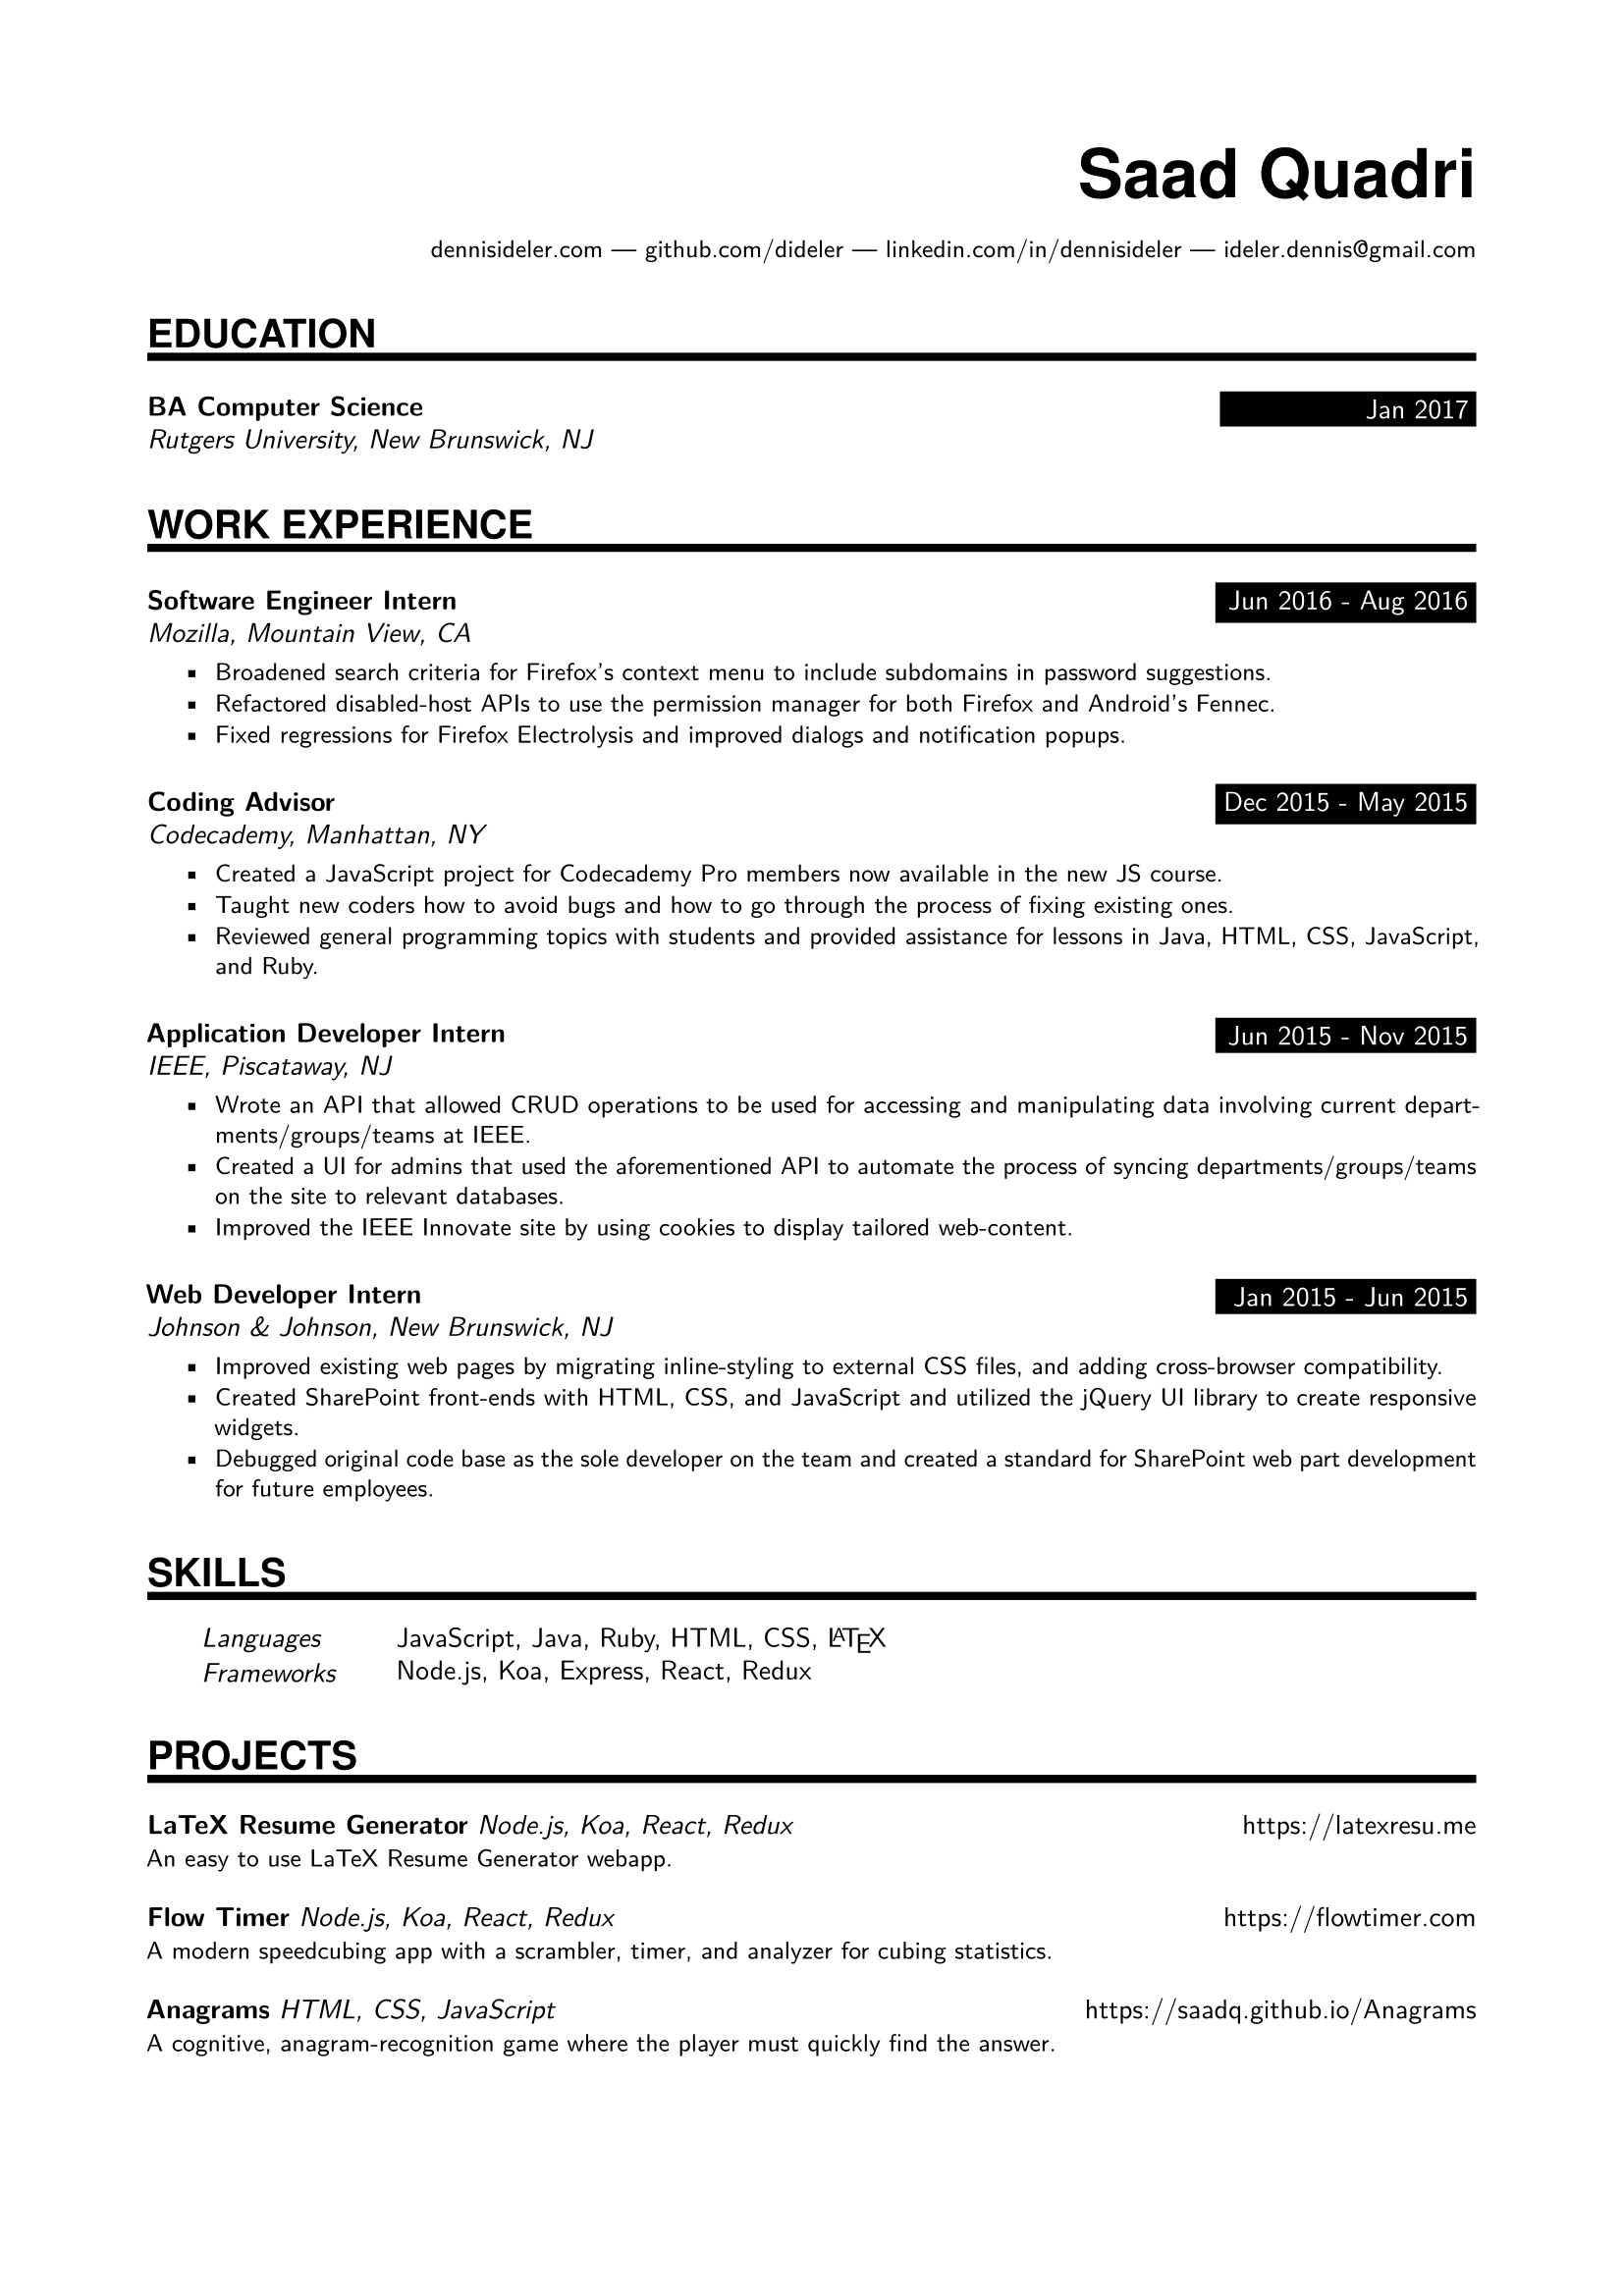 Saad Quadri
dennisideler.com — github.com/dideler — linkedin.com/in/dennisideler — ideler.dennis@gmail.com
EDUCATION
BA Computer Science Jan 2017
Rutgers University, New Brunswick, NJ
WORK EXPERIENCE
Software Engineer Intern Jun 2016 - Aug 2016
Mozilla, Mountain View, CA
▪ Broadened search criteria for Firefox's context menu to include subdomains in password suggestions.
▪ Refactored disabled-host APIs to use the permission manager for both Firefox and Android's Fennec.
▪ Fixed regressions for Firefox Electrolysis and improved dialogs and notification popups.
Coding Advisor Dec 2015 - May 2015
Codecademy, Manhattan, NY
▪ Created a JavaScript project for Codecademy Pro members now available in the new JS course.
▪ Taught new coders how to avoid bugs and how to go through the process of fixing existing ones.
▪ Reviewed general programming topics with students and provided assistance for lessons in Java, HTML, CSS, JavaScript,
and Ruby.
Application Developer Intern Jun 2015 - Nov 2015
IEEE, Piscataway, NJ
▪ Wrote an API that allowed CRUD operations to be used for accessing and manipulating data involving current depart-
ments/groups/teams at IEEE.
▪ Created a UI for admins that used the aforementioned API to automate the process of syncing departments/groups/teams
on the site to relevant databases.
▪ Improved the IEEE Innovate site by using cookies to display tailored web-content.
Web Developer Intern Jan 2015 - Jun 2015
Johnson & Johnson, New Brunswick, NJ
▪ Improved existing web pages by migrating inline-styling to external CSS files, and adding cross-browser compatibility.
▪ Created SharePoint front-ends with HTML, CSS, and JavaScript and utilized the jQuery UI library to create responsive
widgets.
▪ Debugged original code base as the sole developer on the team and created a standard for SharePoint web part development
for future employees.
SKILLS
Languages JavaScript, Java, Ruby, HTML, CSS, LATEX
Frameworks Node.js, Koa, Express, React, Redux
PROJECTS
LaTeX Resume Generator Node.js, Koa, React, Redux https://latexresu.me
An easy to use LaTeX Resume Generator webapp.
Flow Timer Node.js, Koa, React, Redux https://flowtimer.com
A modern speedcubing app with a scrambler, timer, and analyzer for cubing statistics.
Anagrams HTML, CSS, JavaScript https://saadq.github.io/Anagrams
A cognitive, anagram-recognition game where the player must quickly find the answer.